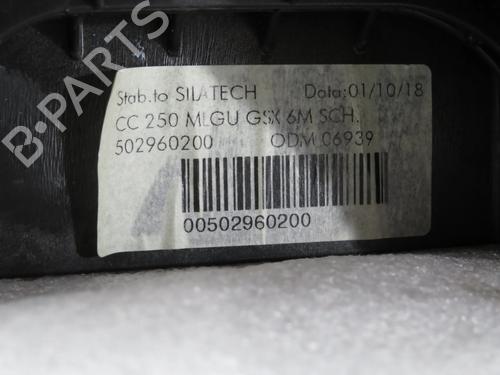 Stab.to SILATECH Data:01/10/18
CC 250 MLGU GSX 6M SCH.
502960200 ODM 06939
00502960200
B-PARTS